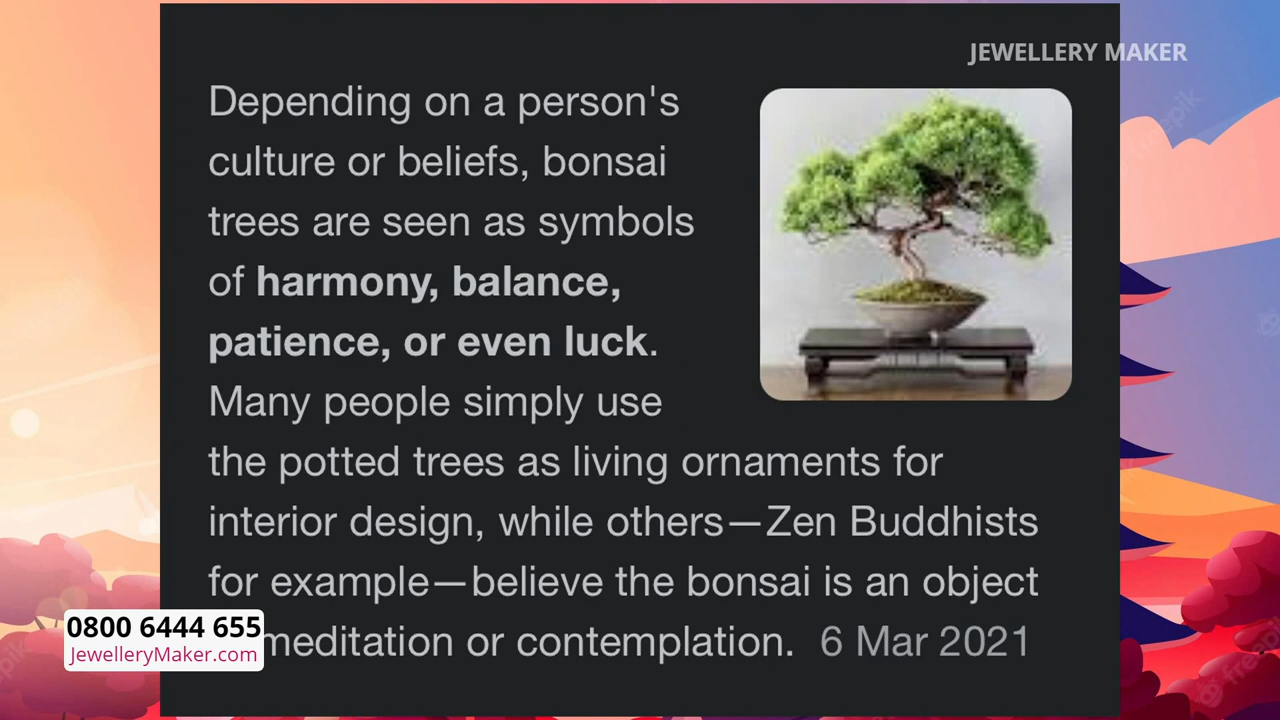 JEWELLERY MAKER
Depending on a person's
culture or beliefs, bonsai
trees are seen as symbols
of harmony, balance,
patience, or even luck.
Many people simply use
the potted trees as living ornaments for
interior design, while others—Zen Buddhists
for example—believe the bonsai is an object
meditation or contemplation. 6 Mar 2021
0800 6444 655
JewelleryMaker.com
freepik